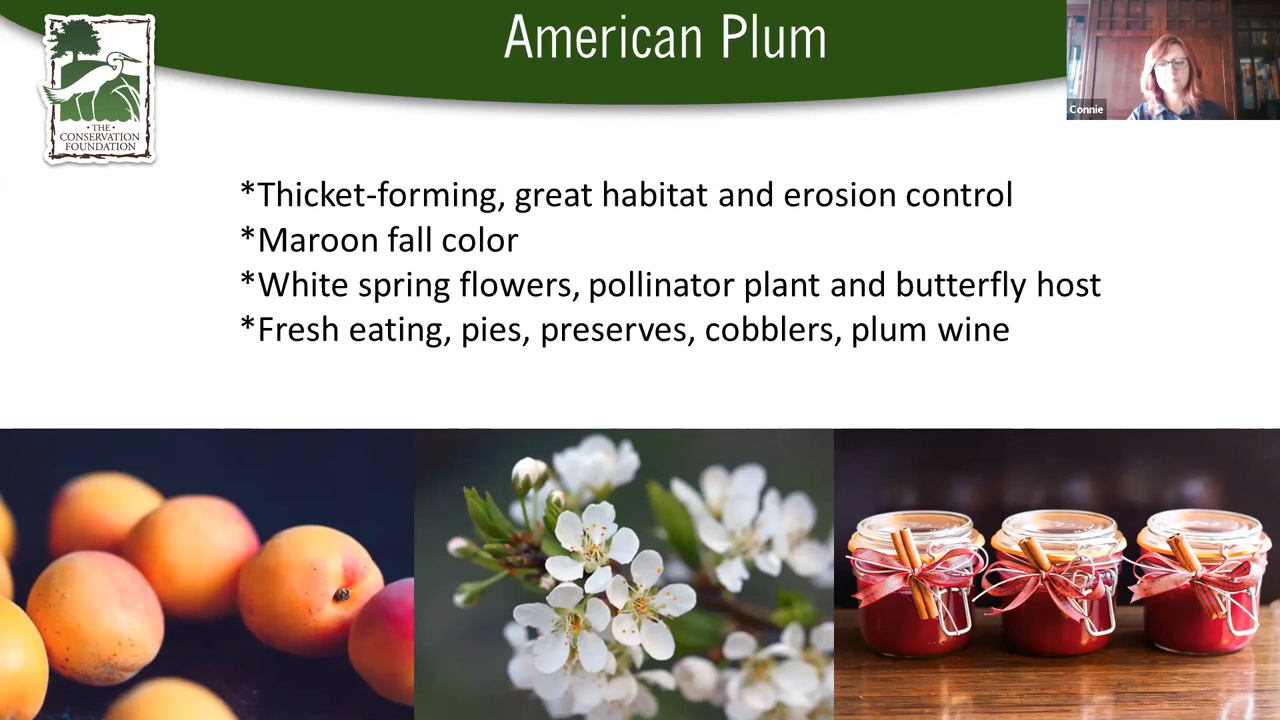 American Plum
Connie
• THE •
CONSERVATION
FOUNDATION
*Thicket-forming, great habitat and erosion control
*Maroon fall color
*White spring flowers, pollinator plant and butterfly host
*Fresh eating, pies, preserves, cobblers, plum wine